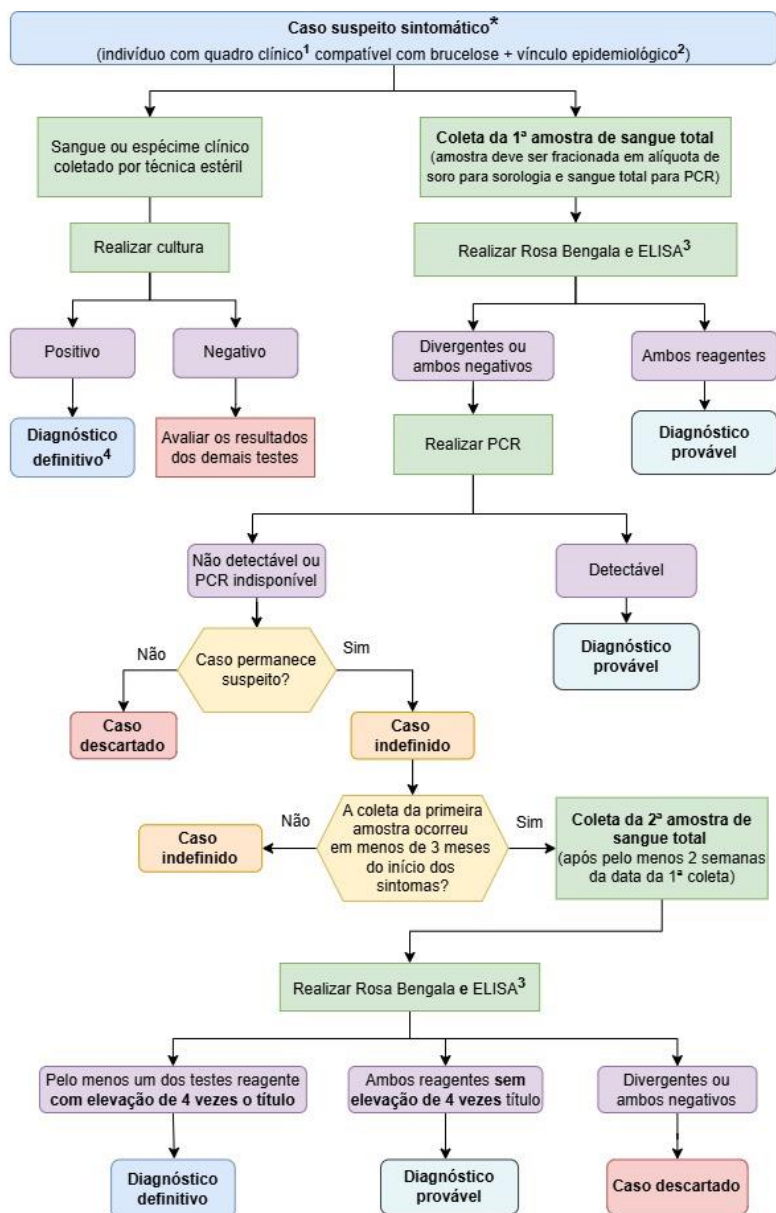 Caso suspeito sintomático*
(indivíduo com quadro clínico¹ compatível com brucelose + vínculo epidemiológico²)
Sangue ou espécime clínico
coletado por técnica estéril
Coleta da 1ª amostra de sangue total
(amostra deve ser fracionada em alíquota de
soro para sorologia e sangue total para PCR)
Realizar cultura
Realizar Rosa Bengala e ELISA³
Positivo
Negativo
Divergentes ou
ambos negativos
Ambos reagentes
Diagnóstico
definitivo⁴
Avaliar os resultados
dos demais testes
Realizar PCR
Diagnóstico
provável
Não detectável ou
PCR indisponível
Detectável
Não
Caso permanece
suspeito?
Sim
Diagnóstico
provável
Caso
descartado
Caso
indefinido
Caso
indefinido
Não
A coleta da primeira
amostra ocorreu
em menos de 3 meses
do início dos
sintomas?
Sim
Coleta da 2ª amostra de
sangue total
(após pelo menos 2 semanas
da data da 1ª coleta)
Realizar Rosa Bengala e ELISA³
Pelo menos um dos testes reagente
com elevação de 4 vezes o título
Ambos reagentes sem
elevação de 4 vezes título
Divergentes ou
ambos negativos
Diagnóstico
definitivo
Diagnóstico
provável
Caso descartado